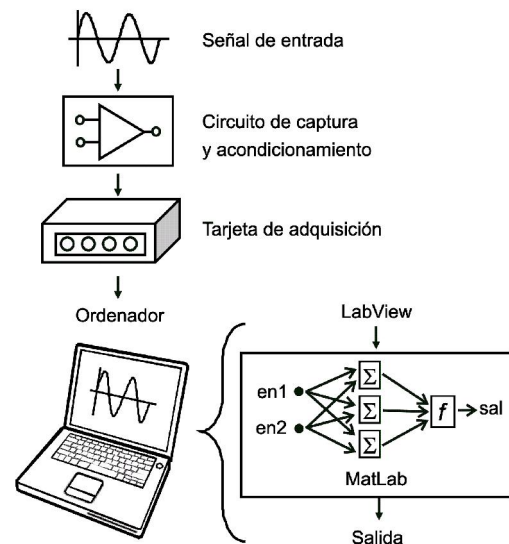 Señal de entrada
Circuito de captura
y acondicionamiento
Tarjeta de adquisición
Ordenador
LabView
en1
en2
Σ
Σ
Σ
f
sal
MatLab
Salida